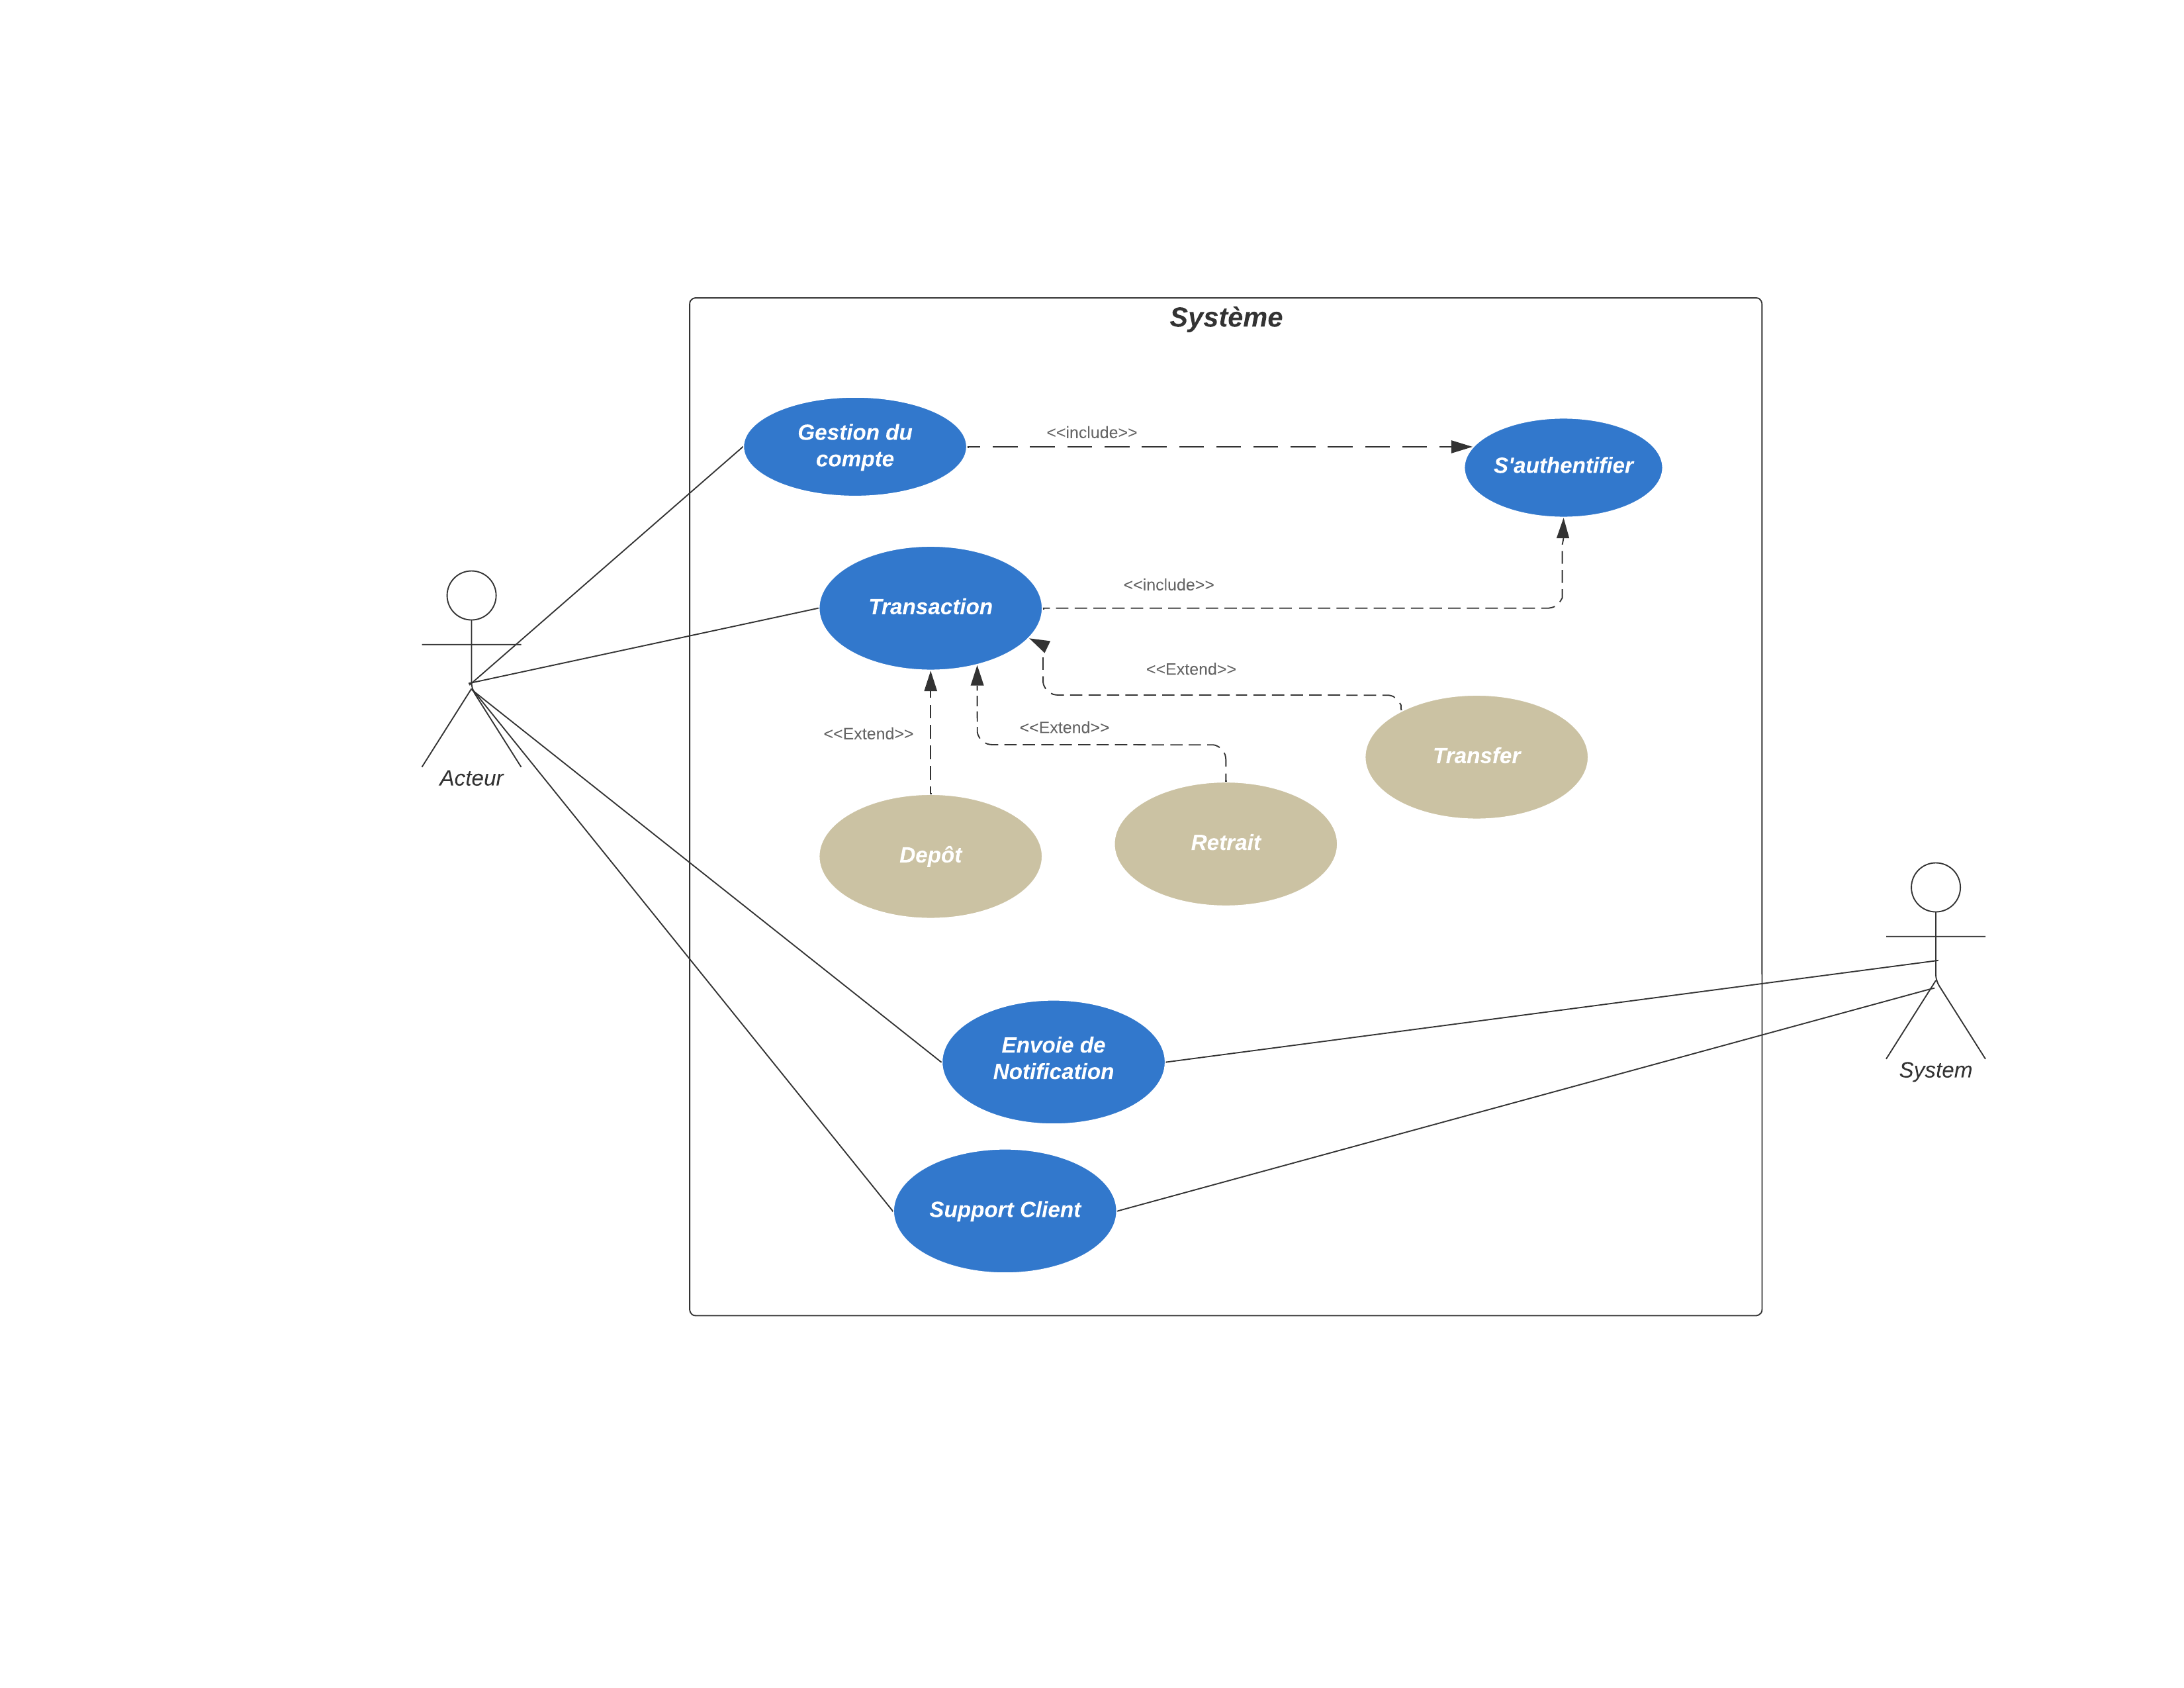 Système
Gestion du
compte
<<include>>
S'authentifier
Transaction
<<include>>
<<Extend>>
<<Extend>>
<<Extend>>
Transfer
Acteur
Depôt
Retrait
Envoie de
Notification
System
Support Client